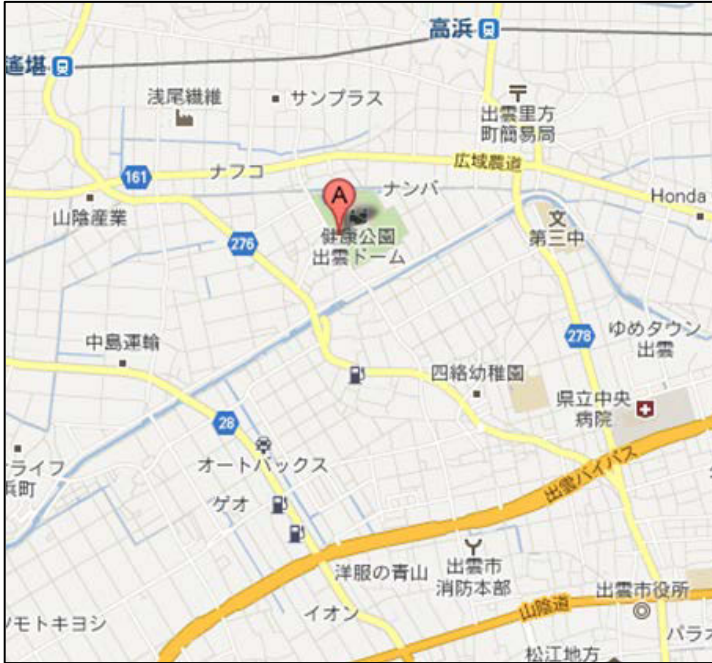 高浜
遙堪
浅尾繊維
サンプラス
出雲里方
町簡易局
広域農道
161
ナフコ
A
ナンバ
Honda
山陰産業
健康公園
出雲ドーム
第三中
文
276
中島運輸
278
ゆめタウン
出雲
四絡幼稚園
県立中央
病院
28
オートバックス
ライフ
浜町
ゲオ
出雲バイパス
洋服の青山
出雲市
消防本部
出雲市役所
イオン
山陰道
ツモトキヨシ
パラオ
松江地方